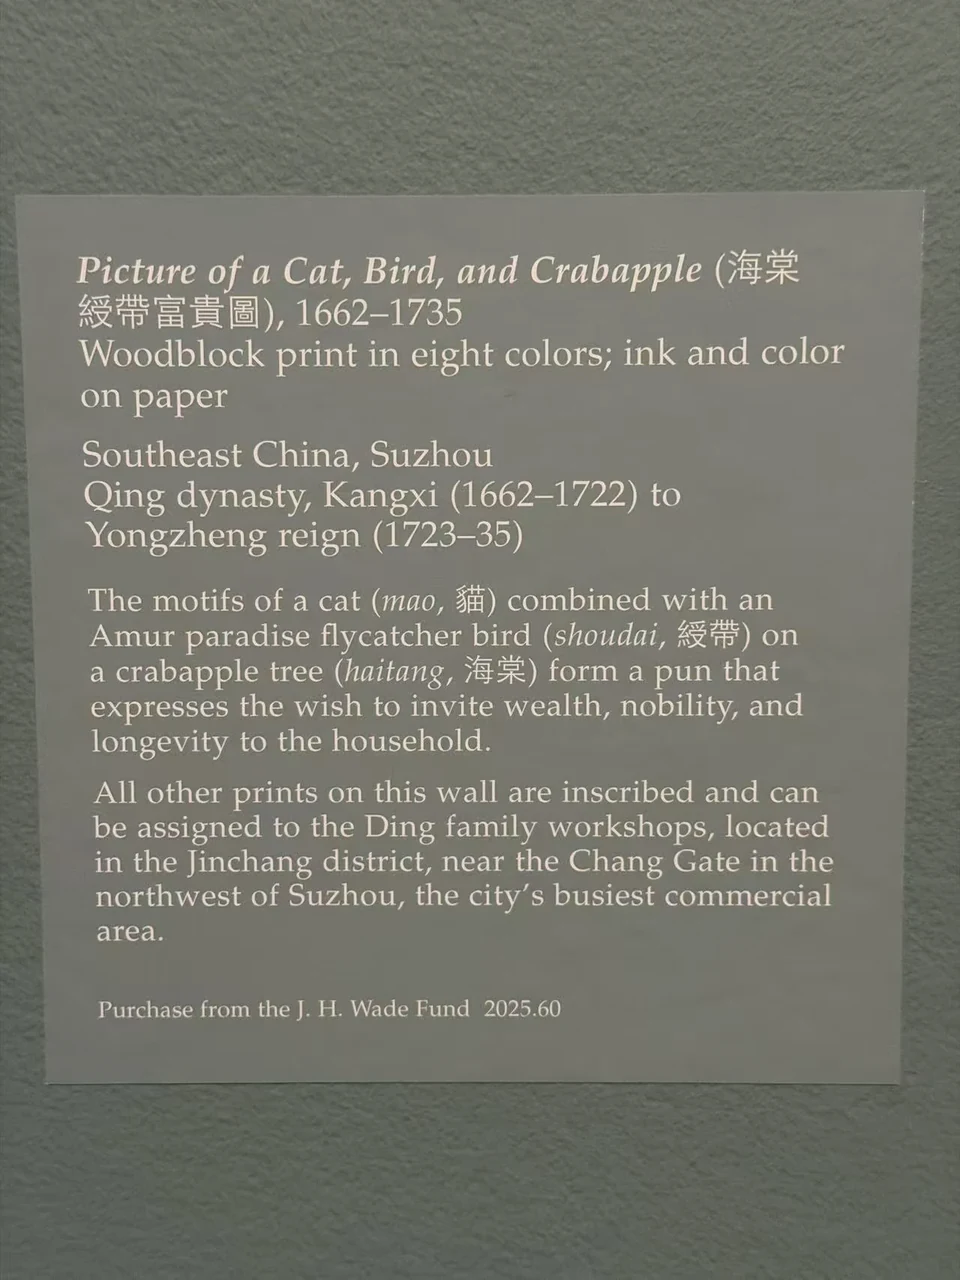 Picture of a Cat, Bird, and Crabapple (海棠
綬帶富貴圖), 1662–1735
Woodblock print in eight colors; ink and color
on paper
Southeast China, Suzhou
Qing dynasty, Kangxi (1662–1722) to
Yongzheng reign (1723–35)
The motifs of a cat (mao, 貓) combined with an
Amur paradise flycatcher bird (shoudai, 綬帶) on
a crabapple tree (haitang, 海棠) form a pun that
expresses the wish to invite wealth, nobility, and
longevity to the household.
All other prints on this wall are inscribed and can
be assigned to the Ding family workshops, located
in the Jinchang district, near the Chang Gate in the
northwest of Suzhou, the city’s busiest commercial
area.
Purchase from the J. H. Wade Fund 2025.60